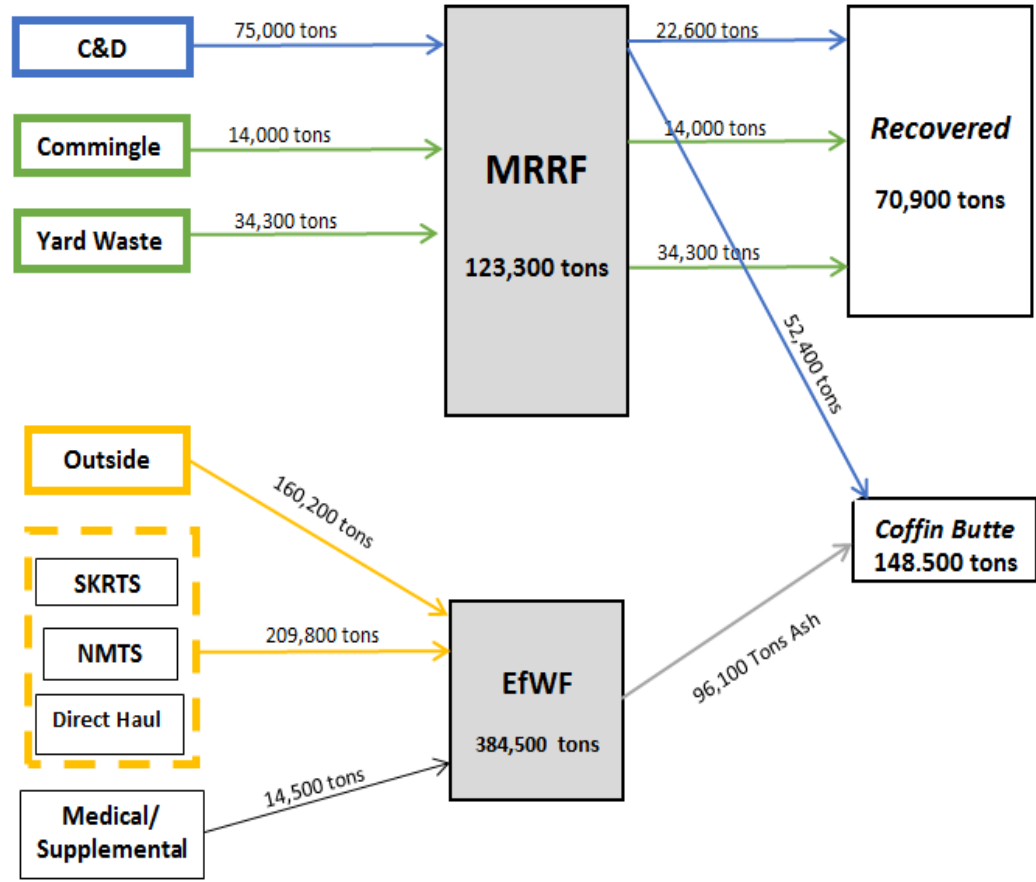 C&D
75,000 tons
22,600 tons
Commingle
14,000 tons
MRRF
14,000 tons
Recovered
Yard Waste
34,300 tons
70,900 tons
123,300 tons
34,300 tons
52,400 tons
Outside
160,200 tons
Coffin Butte
148.500 tons
SKRTS
NMTS
209,800 tons
Direct Haul
EfWF
384,500 tons
96,100 Tons Ash
14,500 tons
Medical/
Supplemental